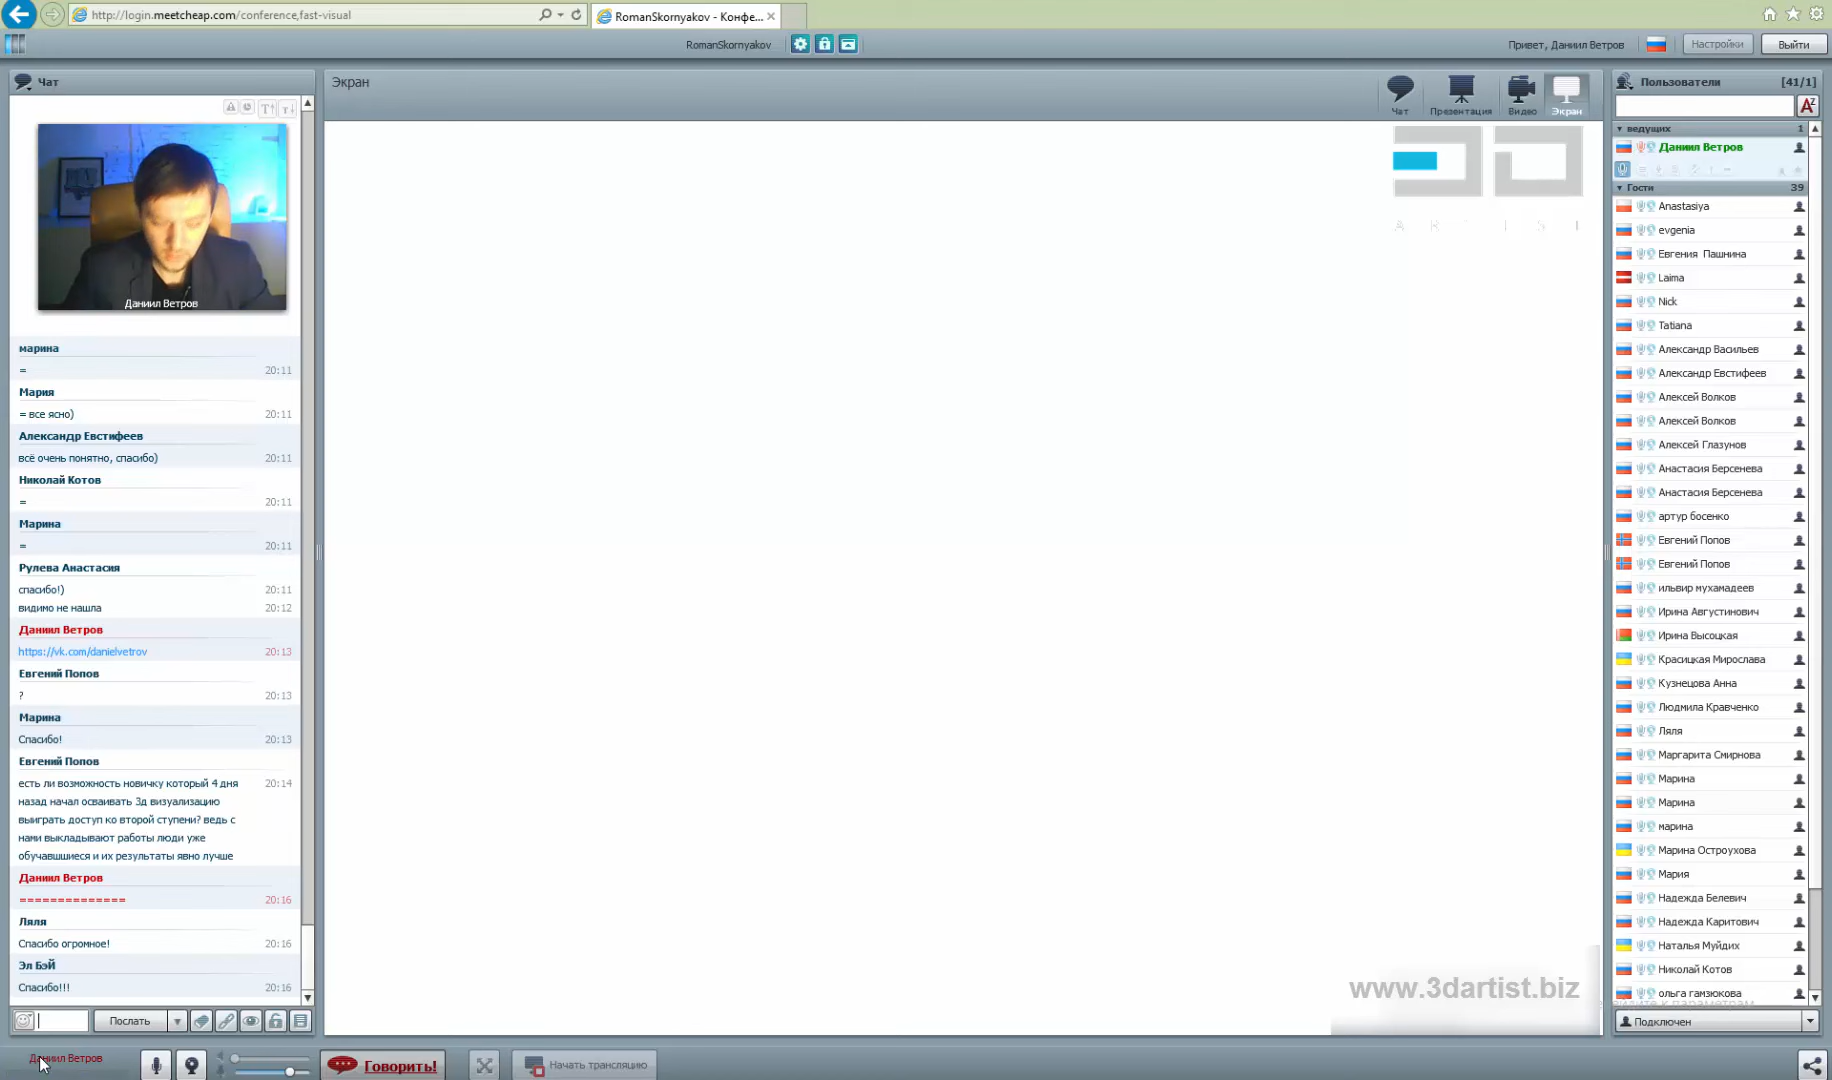 http://login.meetcheap.com/conference,fast-visual
RomanSkornyakov - Конфе...
RomanSkornyakov
Привет, Даниил Ветров
Настройки
Выйти
Чат
Даниил Ветров
марина
=
20:11
Мария
= все ясно)
20:11
Александр Евстифеев
всё очень понятно, спасибо)
20:11
Николай Котов
=
20:11
Марина
=
20:11
Рулева Анастасия
спасибо!)
20:11
видимо не нашла
20:12
Даниил Ветров
https://vk.com/danielvetrov
20:13
Евгений Попов
?
20:13
Марина
Спасибо!
20:13
Евгений Попов
есть ли возможность новичку который 4 дня
20:14
назад начал осваивать 3д визуализацию
выиграть доступ ко второй ступени? ведь с
нами выкладывают работы люди уже
обучавшшиеся и их результаты явно лучше
Даниил Ветров
==============
20:16
Ляля
Спасибо огромное!
20:16
Эл БэЙ
Спасибо!!!
20:16
Послать
Даниил Ветров
Говорить!
Начать трансляцию
Экран
Чат
Презентация
Видео
Экран
www.3dartist.biz
Пользователи
[41/1]
ведущих
1
Даниил Ветров
Гости
39
Anastasiya
evgenia
Евгения Пашнина
Laima
Nick
Tatiana
Александр Васильев
Александр Евстифеев
Алексей Волков
Алексей Волков
Алексей Глазунов
Анастасия Берсенева
Анастасия Берсенева
артур босенко
Евгений Попов
Евгений Попов
ильвир мухамадеев
Ирина Августинович
Ирина Высоцкая
Красицкая Мирослава
Кузнецова Анна
Людмила Кравченко
Ляля
Маргарита Смирнова
Марина
Марина
марина
Марина Остроухова
Мария
Надежда Белевич
Надежда Каритович
Наталья Муйдих
Николай Котов
ольга гамзюкова
Подключен